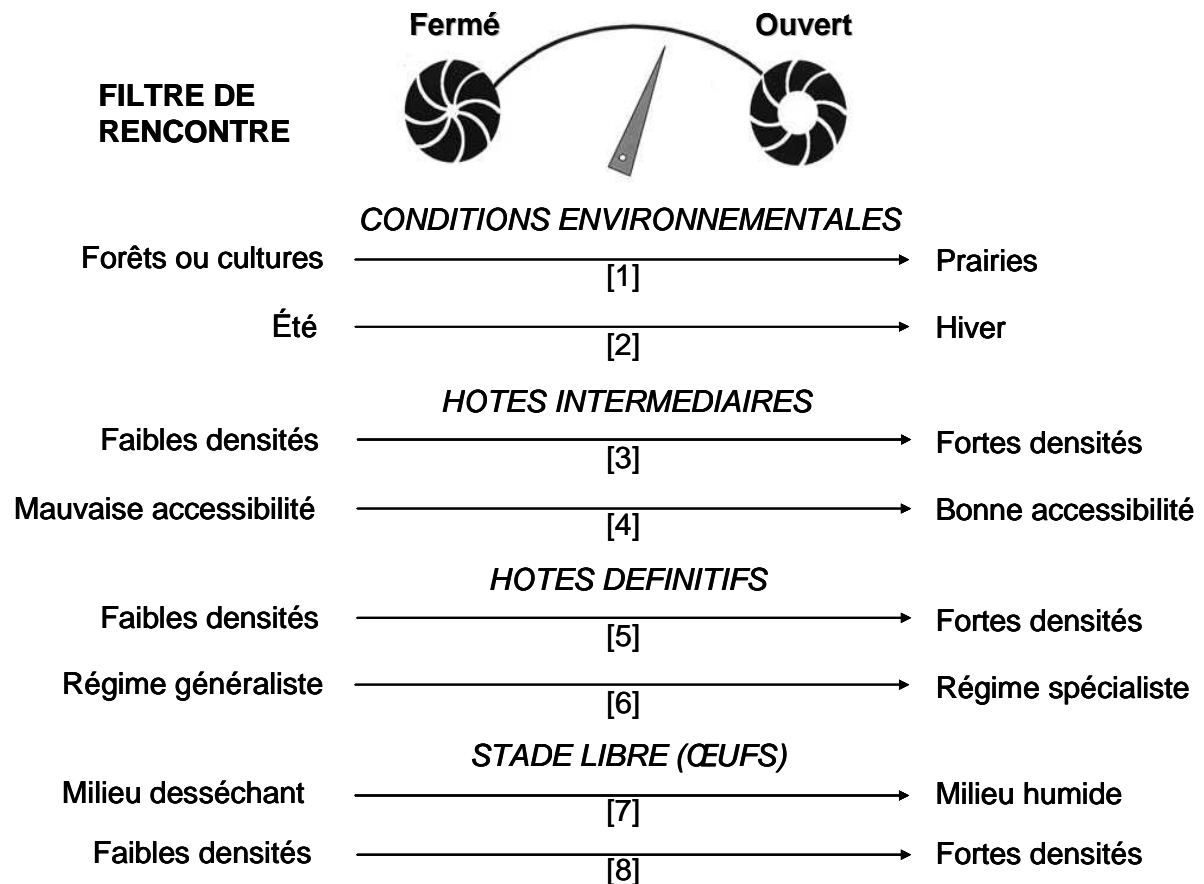 Fermé
Ouvert
FILTRE DE
RENCONTRE
CONDITIONS ENVIRONNEMENTALES
Forêts ou cultures [1] Prairies
Été [2] Hiver
HOTES INTERMEDIAIRES
Faibles densités [3] Fortes densités
Mauvaise accessibilité [4] Bonne accessibilité
HOTES DEFINITIFS
Faibles densités [5] Fortes densités
Régime généraliste [6] Régime spécialiste
STADE LIBRE (ŒUFS)
Milieu desséchant [7] Milieu humide
Faibles densités [8] Fortes densités